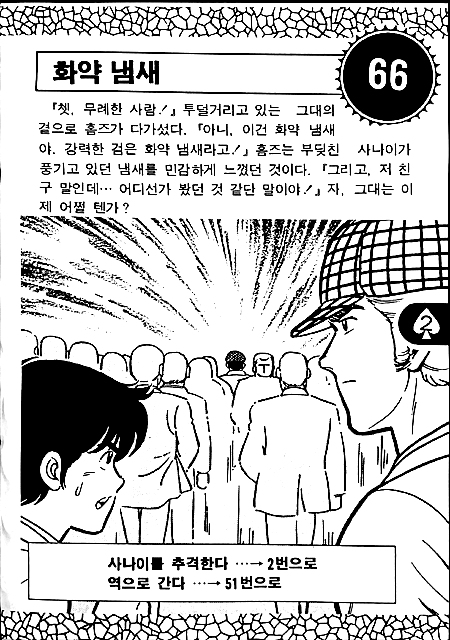 화약 냄새
66
『쳇, 무례한 사람!』 투덜거리고 있는 그대의
곁으로 홈즈가 다가섰다. 『아니, 이건 화약 냄새
야. 강력한 검은 화약 냄새라고!』 홈즈는 부딪친 사나이가
풍기고 있던 냄새를 민감하게 느꼈던 것이다. 『그리고, 저 친
구 말인데… 어디선가 봤던 것 같단 말이야!』 자, 그대는 이
제 어쩔 텐가?
2
사나이를 추격한다 ····→ 2번으로
역으로 간다 ····→ 51번으로